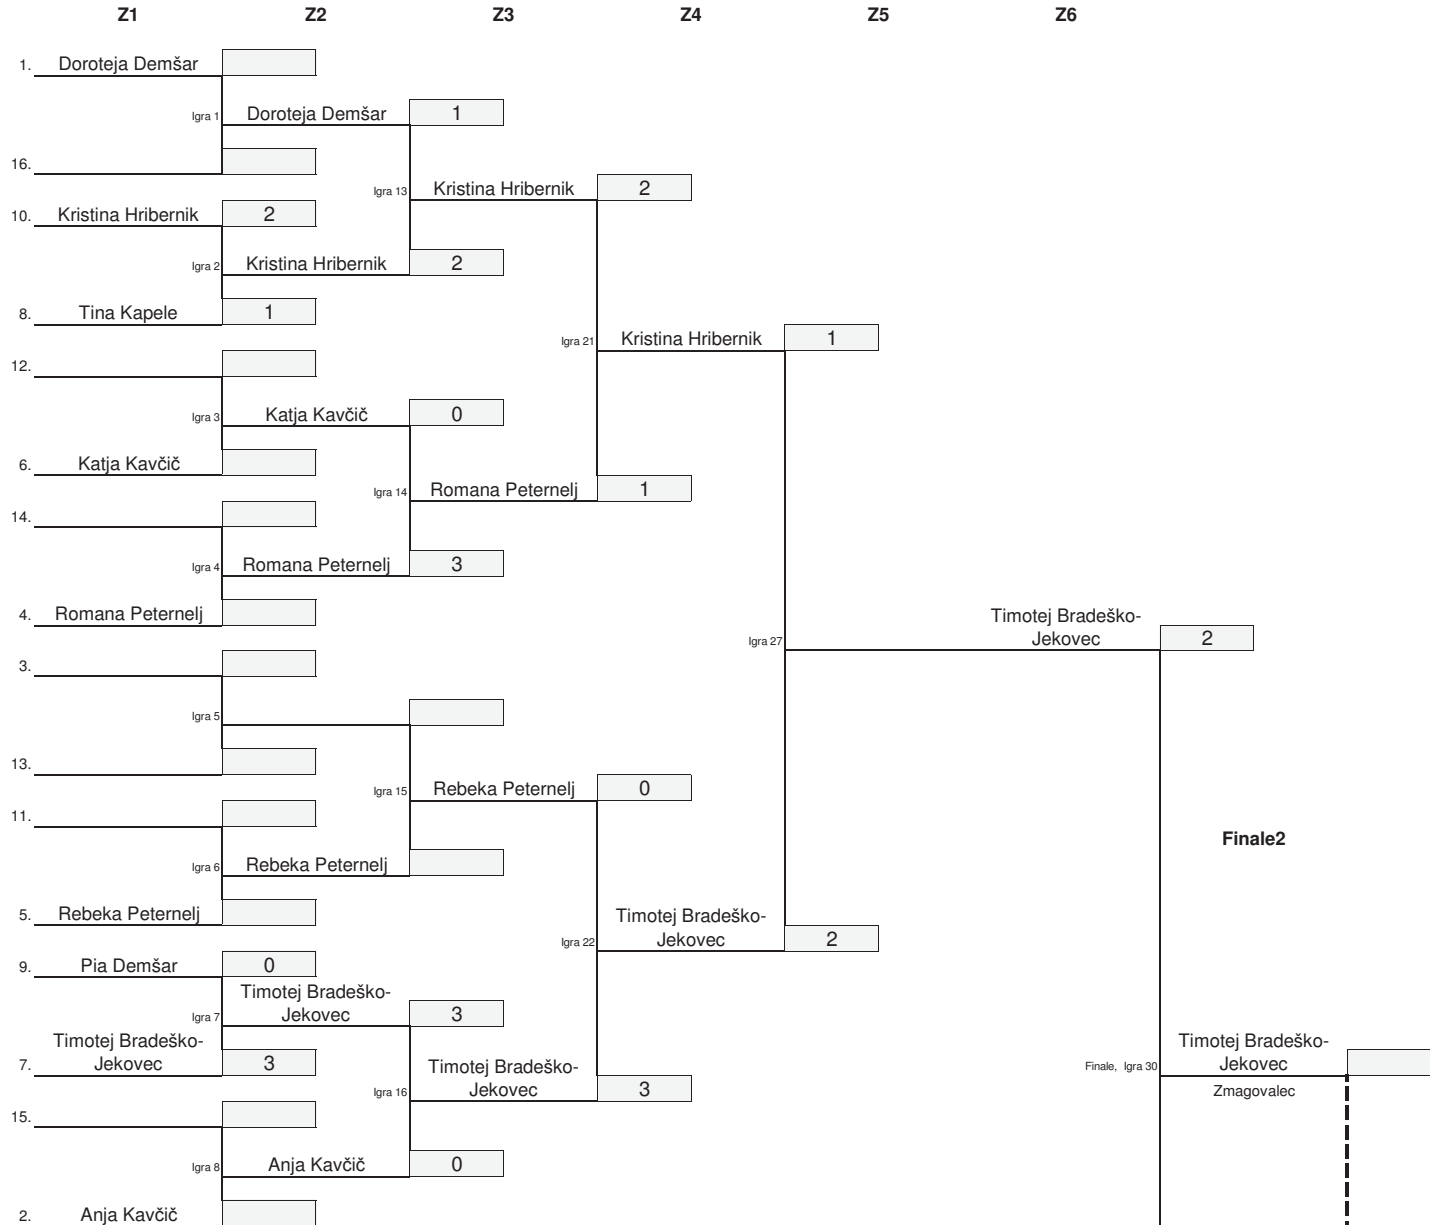 Z1 Z2 Z3 Z4 Z5 Z6
1. Doroteja Demšar
Igra 1 Doroteja Demšar 1
16.
Igra 13 Kristina Hribernik 2
10. Kristina Hribernik 2
Igra 2 Kristina Hribernik 2
8. Tina Kapele 1
Igra 21 Kristina Hribernik 1
12.
Igra 3 Katja Kavčič 0
6. Katja Kavčič
Igra 14 Romana Peternelj 1
14.
Igra 4 Romana Peternelj 3
4. Romana Peternelj
Timotej Bradeško-
Igra 27 Jekovec 2
3.
Igra 5
13.
Igra 15 Rebeka Peternelj 0
11.
Finale2
Igra 6 Rebeka Peternelj
5. Rebeka Peternelj
Timotej Bradeško-
Igra 22 Jekovec 2
9. Pia Demšar 0
Timotej Bradeško-
Igra 7 Jekovec 3
Timotej Bradeško-
7. Jekovec 3
Timotej Bradeško-
Finale, Igra 30 Jekovec
Zmagovalec
Timotej Bradeško-
Igra 16 Jekovec 3
15.
Igra 8 Anja Kavčič 0
2. Anja Kavčič